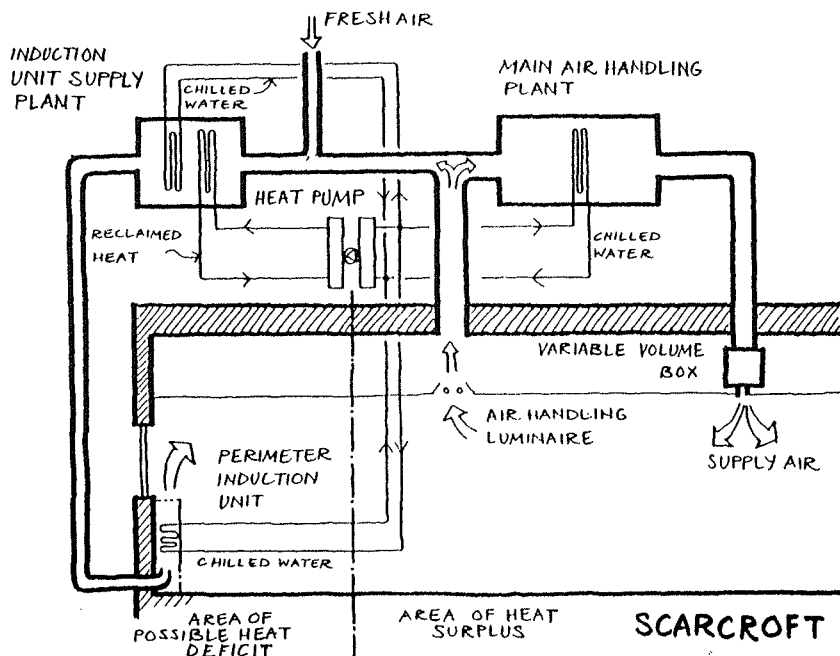 FRESH AIR
INDUCTION
UNIT SUPPLY
PLANT
CHILLED
WATER
MAIN AIR HANDLING
PLANT
HEAT PUMP
RECLAIMED
HEAT
CHILLED
WATER
VARIABLE VOLUME
BOX
AIR HANDLING
LUMINAIRE
SUPPLY AIR
PERIMETER
INDUCTION
UNIT
CHILLED WATER
AREA OF
POSSIBLE HEAT
DEFICIT
AREA OF HEAT
SURPLUS
SCARCROFT